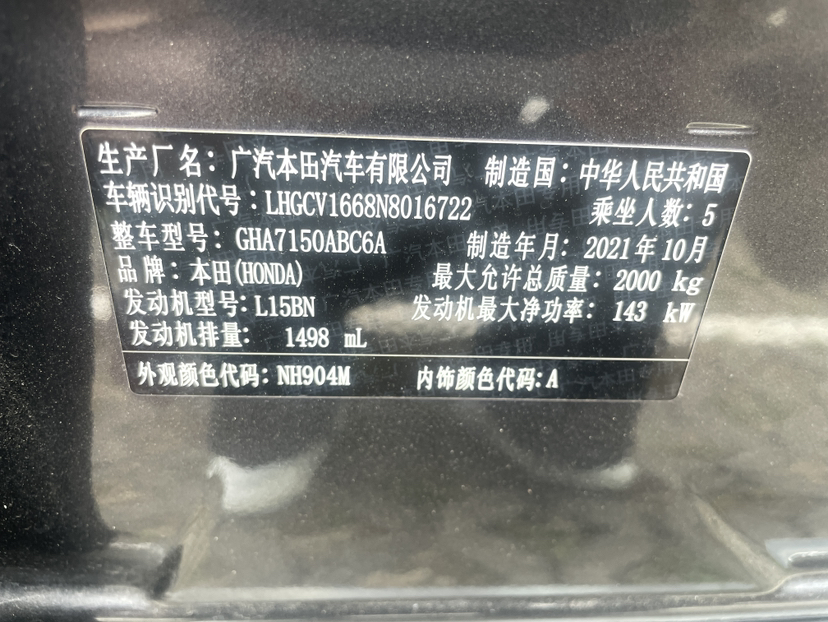 生产厂名：广汽本田汽车有限公司 制造国：中华人民共和国
车辆识别代号：LHGCV1668N8016722 乘坐人数：5
整车型号：GHA7150ABC6A 制造年月：2021年10月
品牌：本田(HONDA) 最大允许总质量：2000 kg
发动机型号：L15BN 发动机最大净功率：143 kW
发动机排量：1498 mL
外观颜色代码：NH904M 内饰颜色代码：A